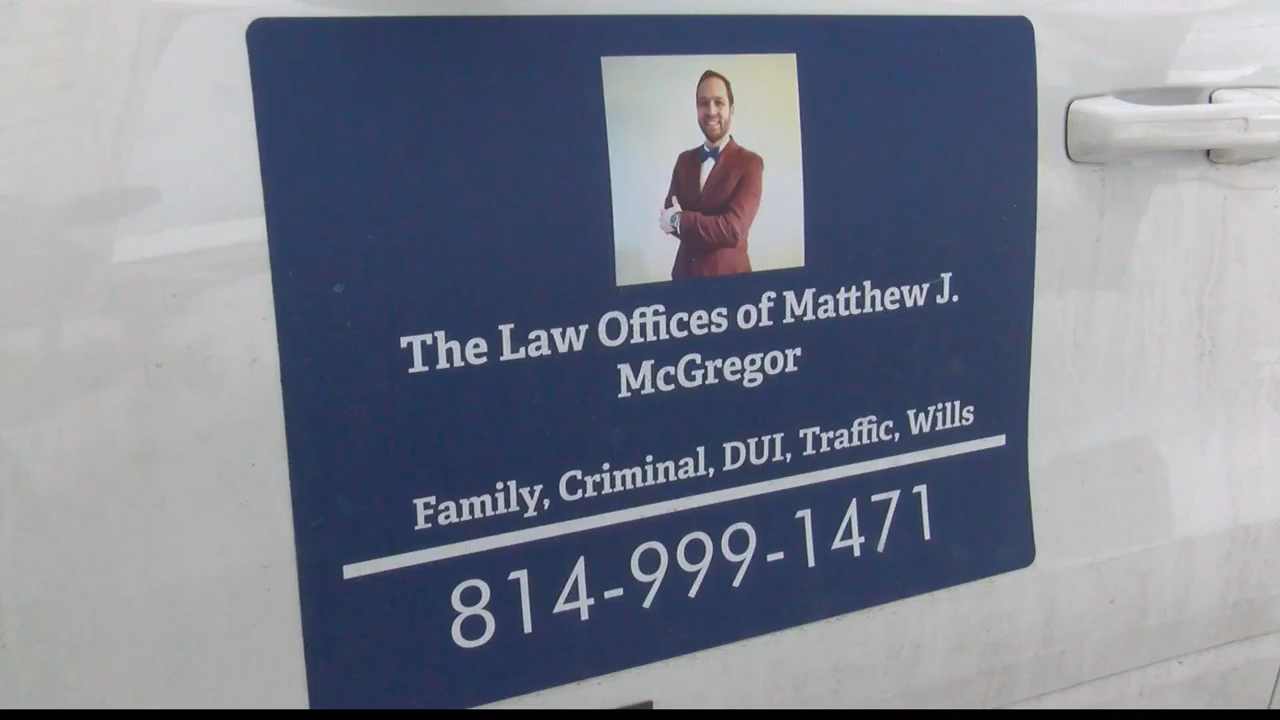 The Law Offices of Matthew J.
McGregor
Family, Criminal, DUI, Traffic, Wills
814-999-1471